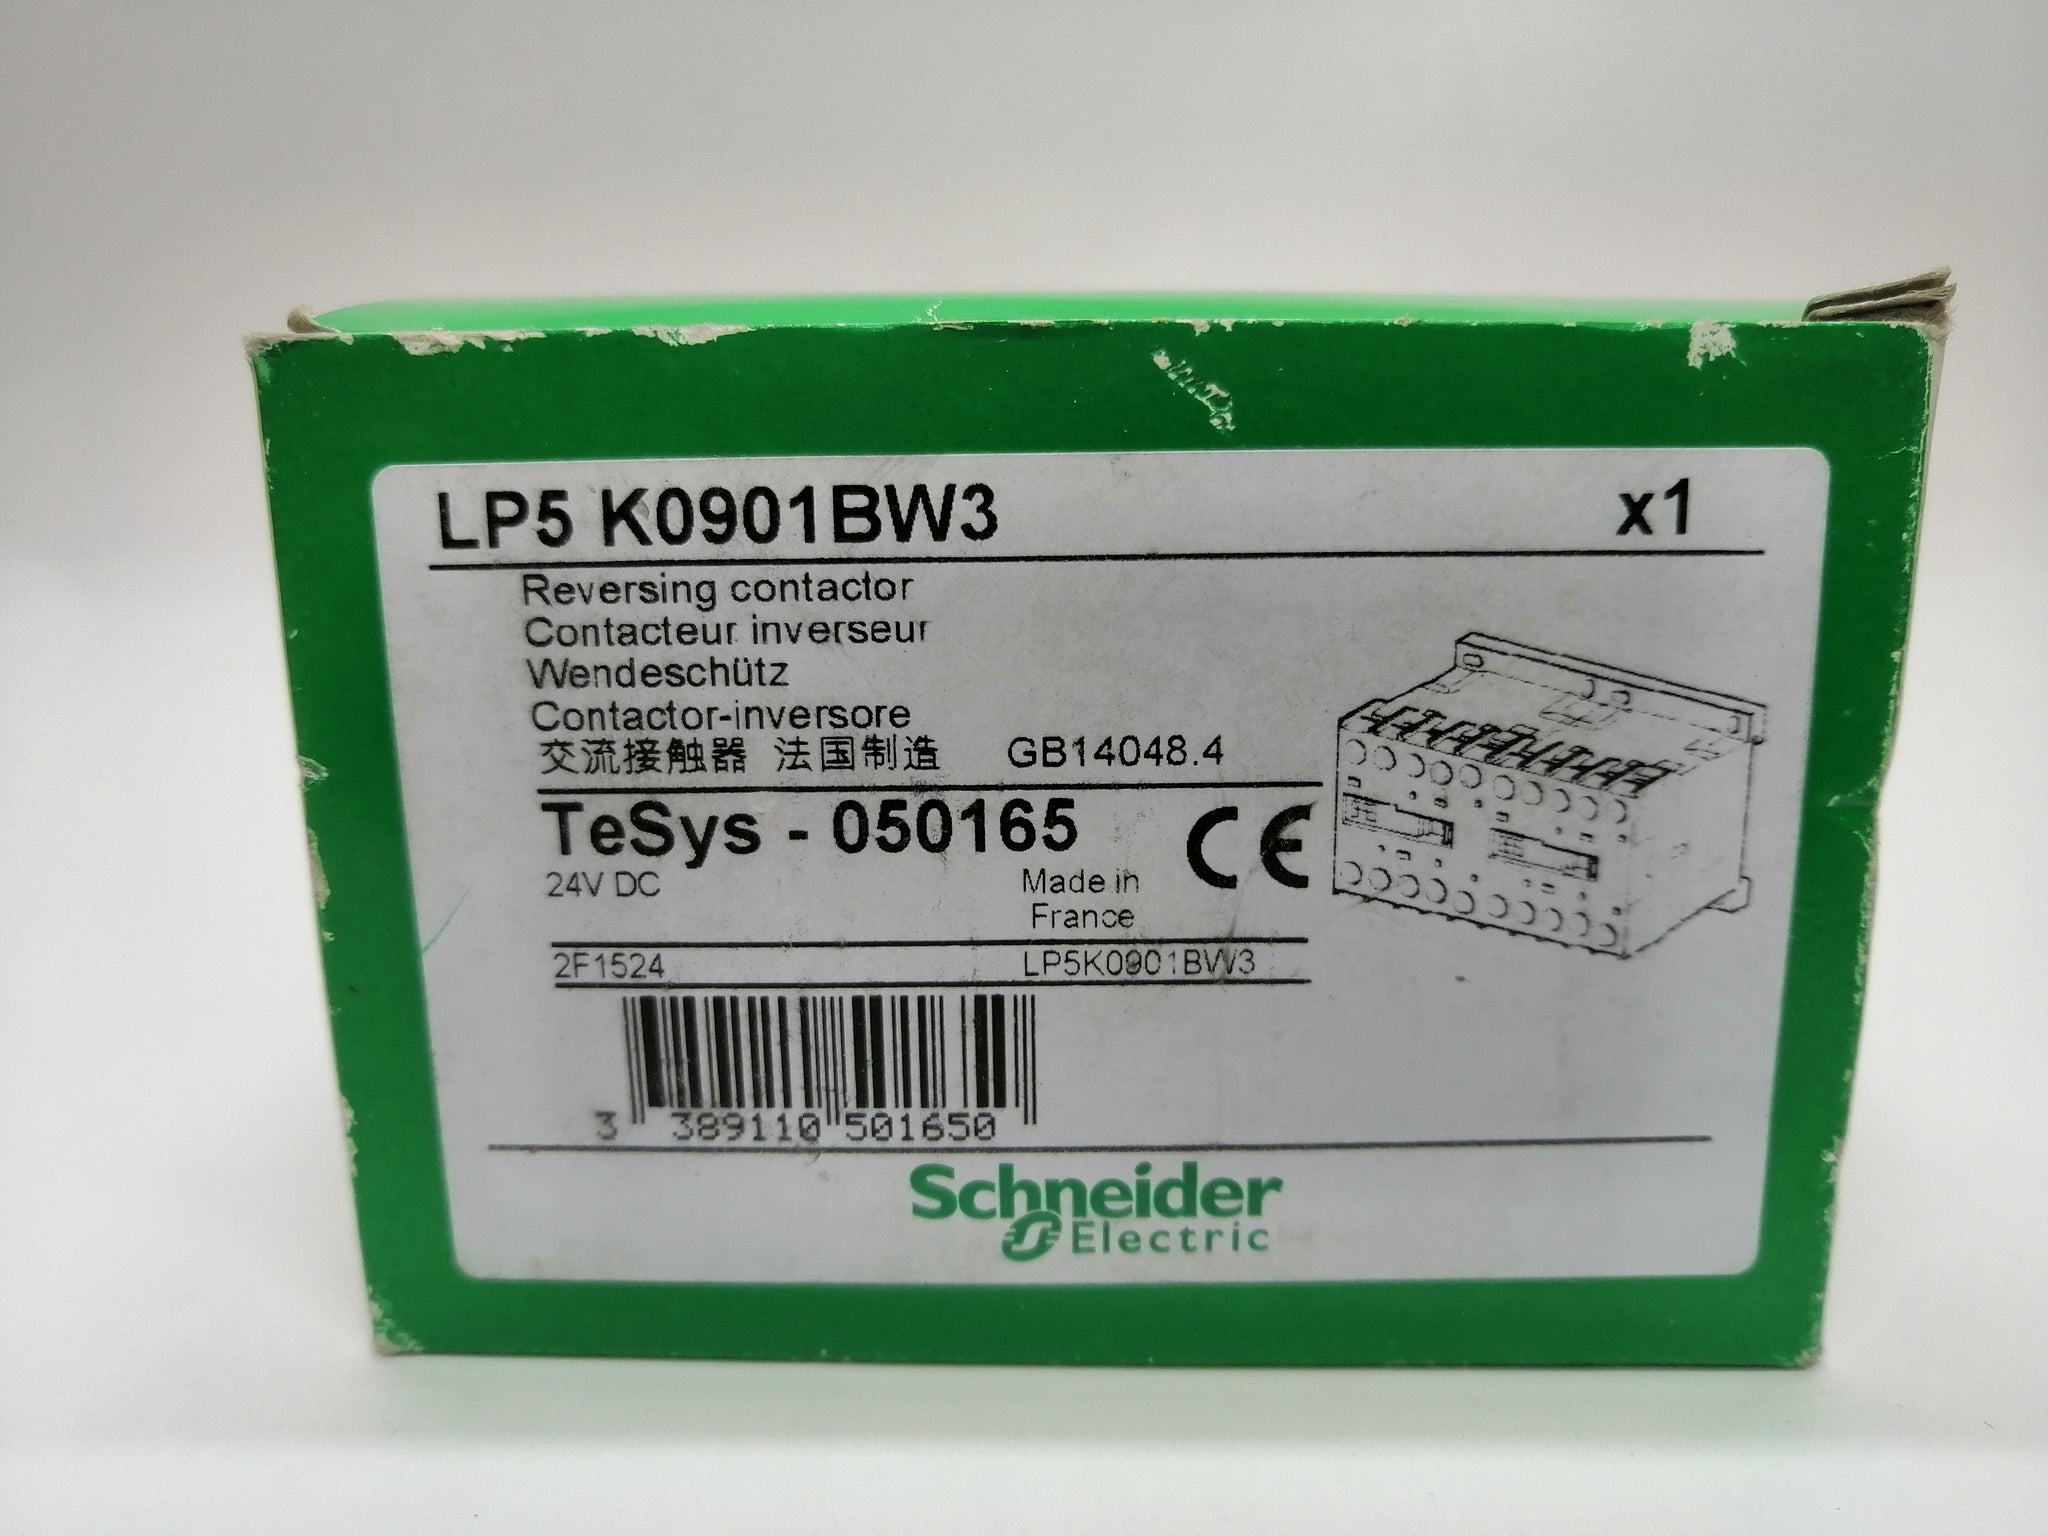 LP5 K0901BW3 x1
Reversing contactor
Contacteur inverseur
Wendeschütz
Contactor-inversore
交流接触器 法国制造 GB14048.4
TeSys - 050165 CE
24V DC Made in
France
2F1524 LP5K0901BW3
3 389110 501650
Schneider
Electric